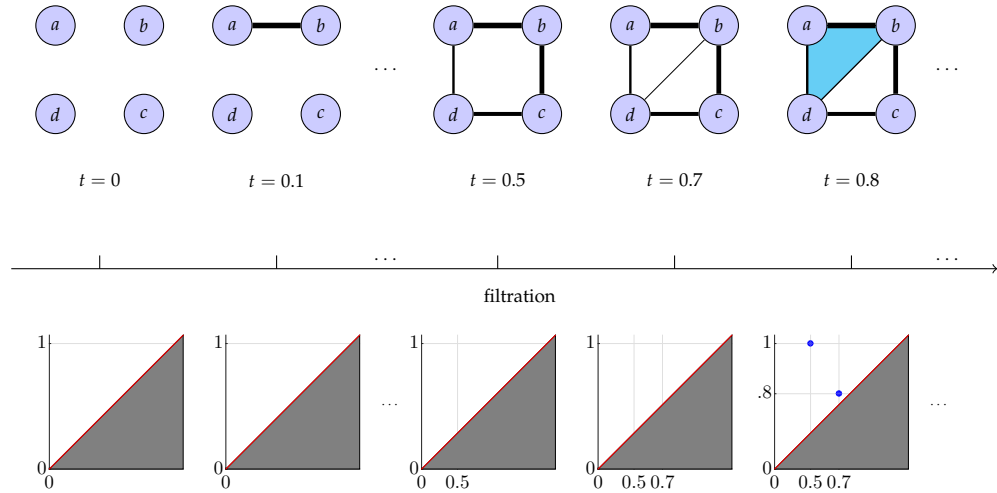 a b a b a b a b a b
... ...
d c d c d c d c d c
t = 0 t = 0.1 t = 0.5 t = 0.7 t = 0.8
... ...
filtration
1 1 1 1 1
.8
... ...
0 0 0 0 0
0 0 0 0.5 0 0.5 0.7 0 0.5 0.7